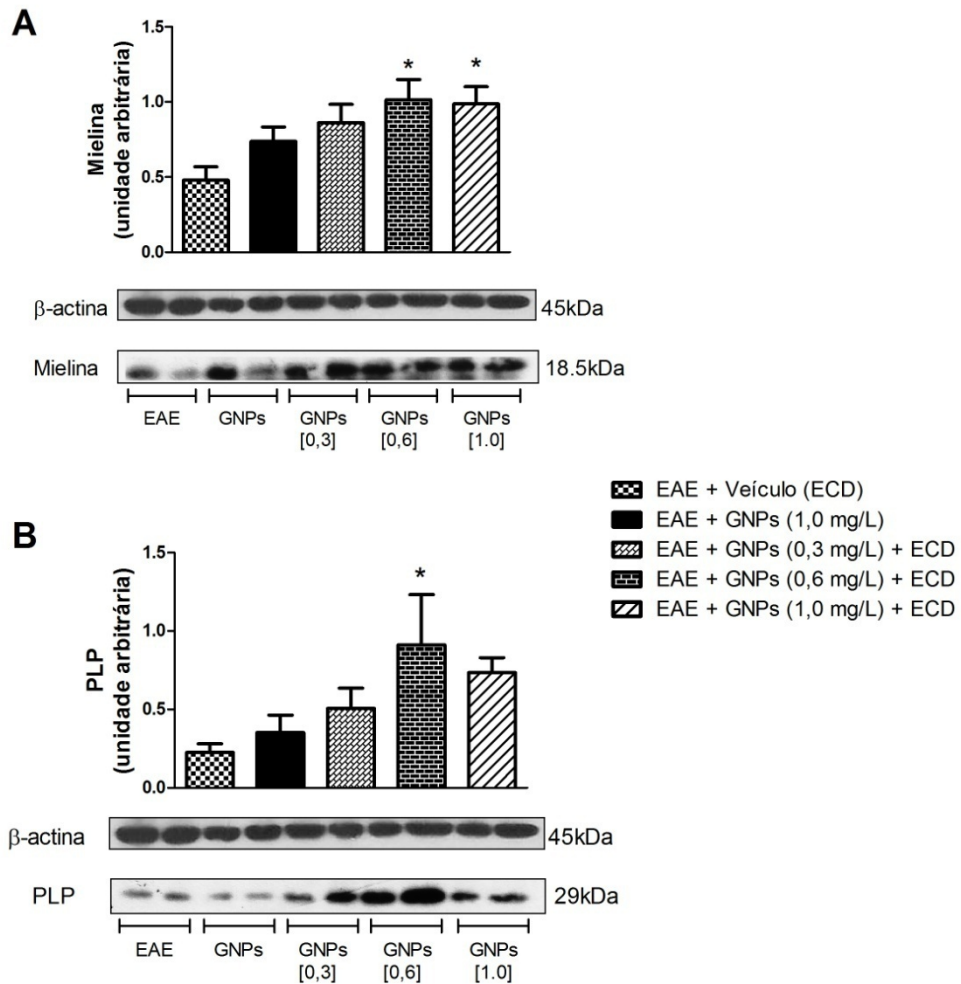 A
Mielina
(unidade arbitrária)
1.5
1.0
0.5
0.0
* *
β-actina 45kDa
Mielina 18.5kDa
EAE GNPs GNPs GNPs GNPs
[0,3] [0,6] [1.0]
EAE + Veículo (ECD)
EAE + GNPs (1,0 mg/L)
EAE + GNPs (0,3 mg/L) + ECD
EAE + GNPs (0,6 mg/L) + ECD
EAE + GNPs (1,0 mg/L) + ECD
B
PLP
(unidade arbitrária)
1.5
1.0
0.5
0.0
*
β-actina 45kDa
PLP 29kDa
EAE GNPs GNPs GNPs GNPs
[0,3] [0,6] [1.0]